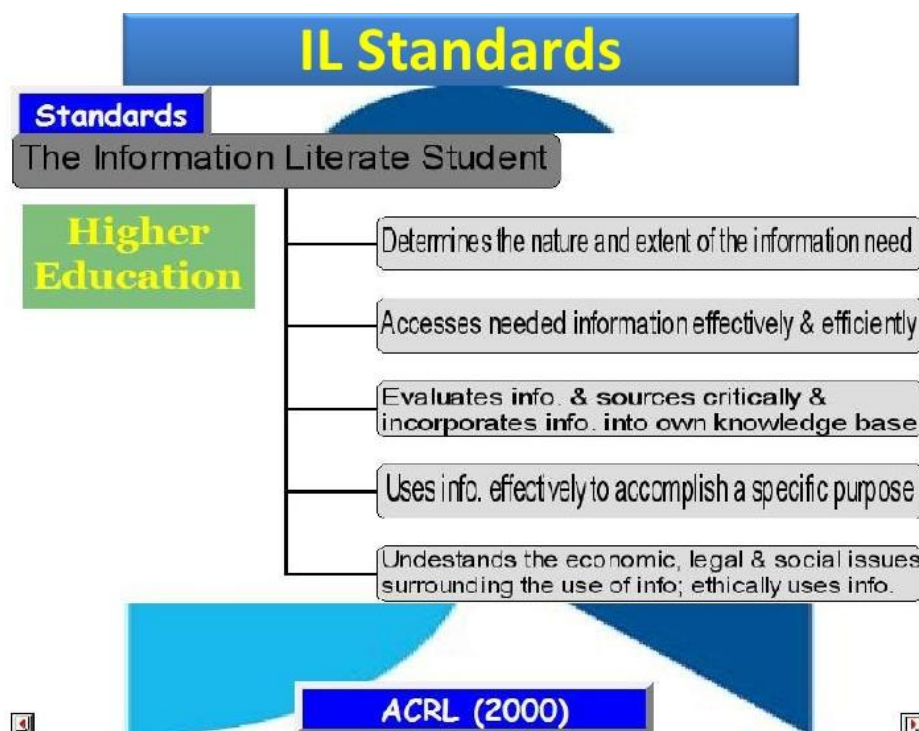 IL Standards
Standards
The Information Literate Student
Higher
Education
Determines the nature and extent of the information need
Accesses needed information effectively & efficiently
Evaluates info. & sources critically &
incorporates info. into own knowledge base
Uses info. effectively to accomplish a specific purpose
Undestands the economic, legal & social issues
surrounding the use of info; ethically uses info.
ACRL (2000)